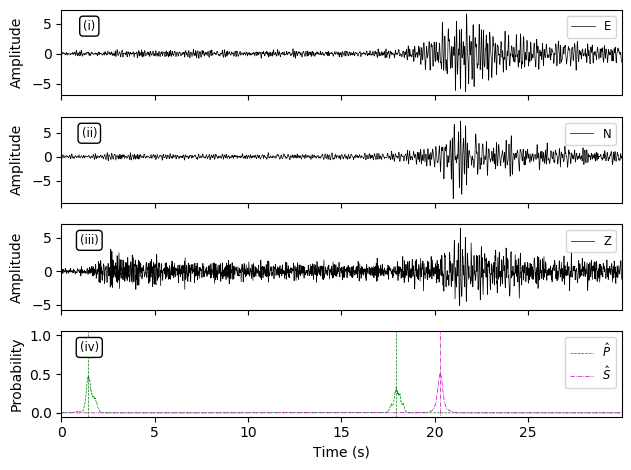 Amplitude
5
0
−5
(i)
E
Amplitude
5
0
−5
(ii)
N
Amplitude
5
0
−5
(iii)
Z
Probability
1.0
0.5
0.0
(iv)
P̂
Ŝ
0 5 10 15 20 25
Time (s)